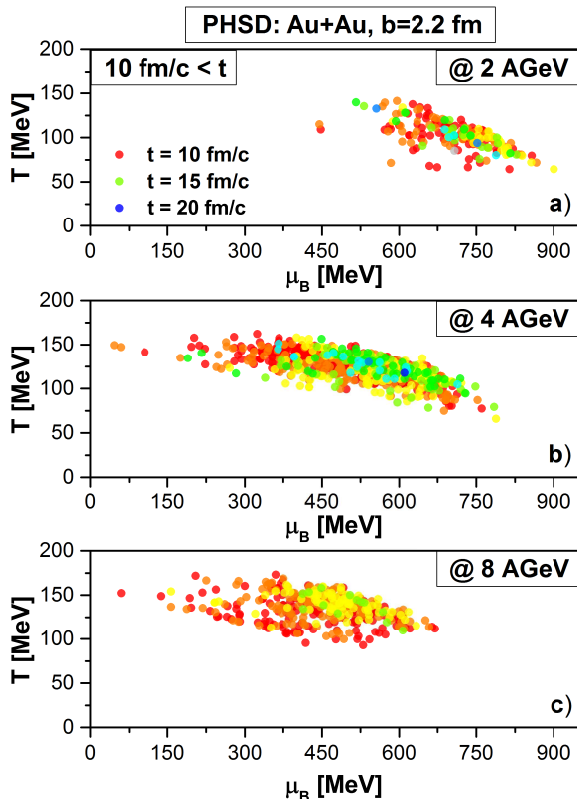 PHSD: Au+Au, b=2.2 fm
10 fm/c < t
@ 2 AGeV
T [MeV]
200
150
100
50
0
t = 10 fm/c
t = 15 fm/c
t = 20 fm/c
a)
0 150 300 450 600 750 900
μB [MeV]
@ 4 AGeV
T [MeV]
200
150
100
50
0
b)
0 150 300 450 600 750 900
μB [MeV]
@ 8 AGeV
T [MeV]
200
150
100
50
0
c)
0 150 300 450 600 750 900
μB [MeV]